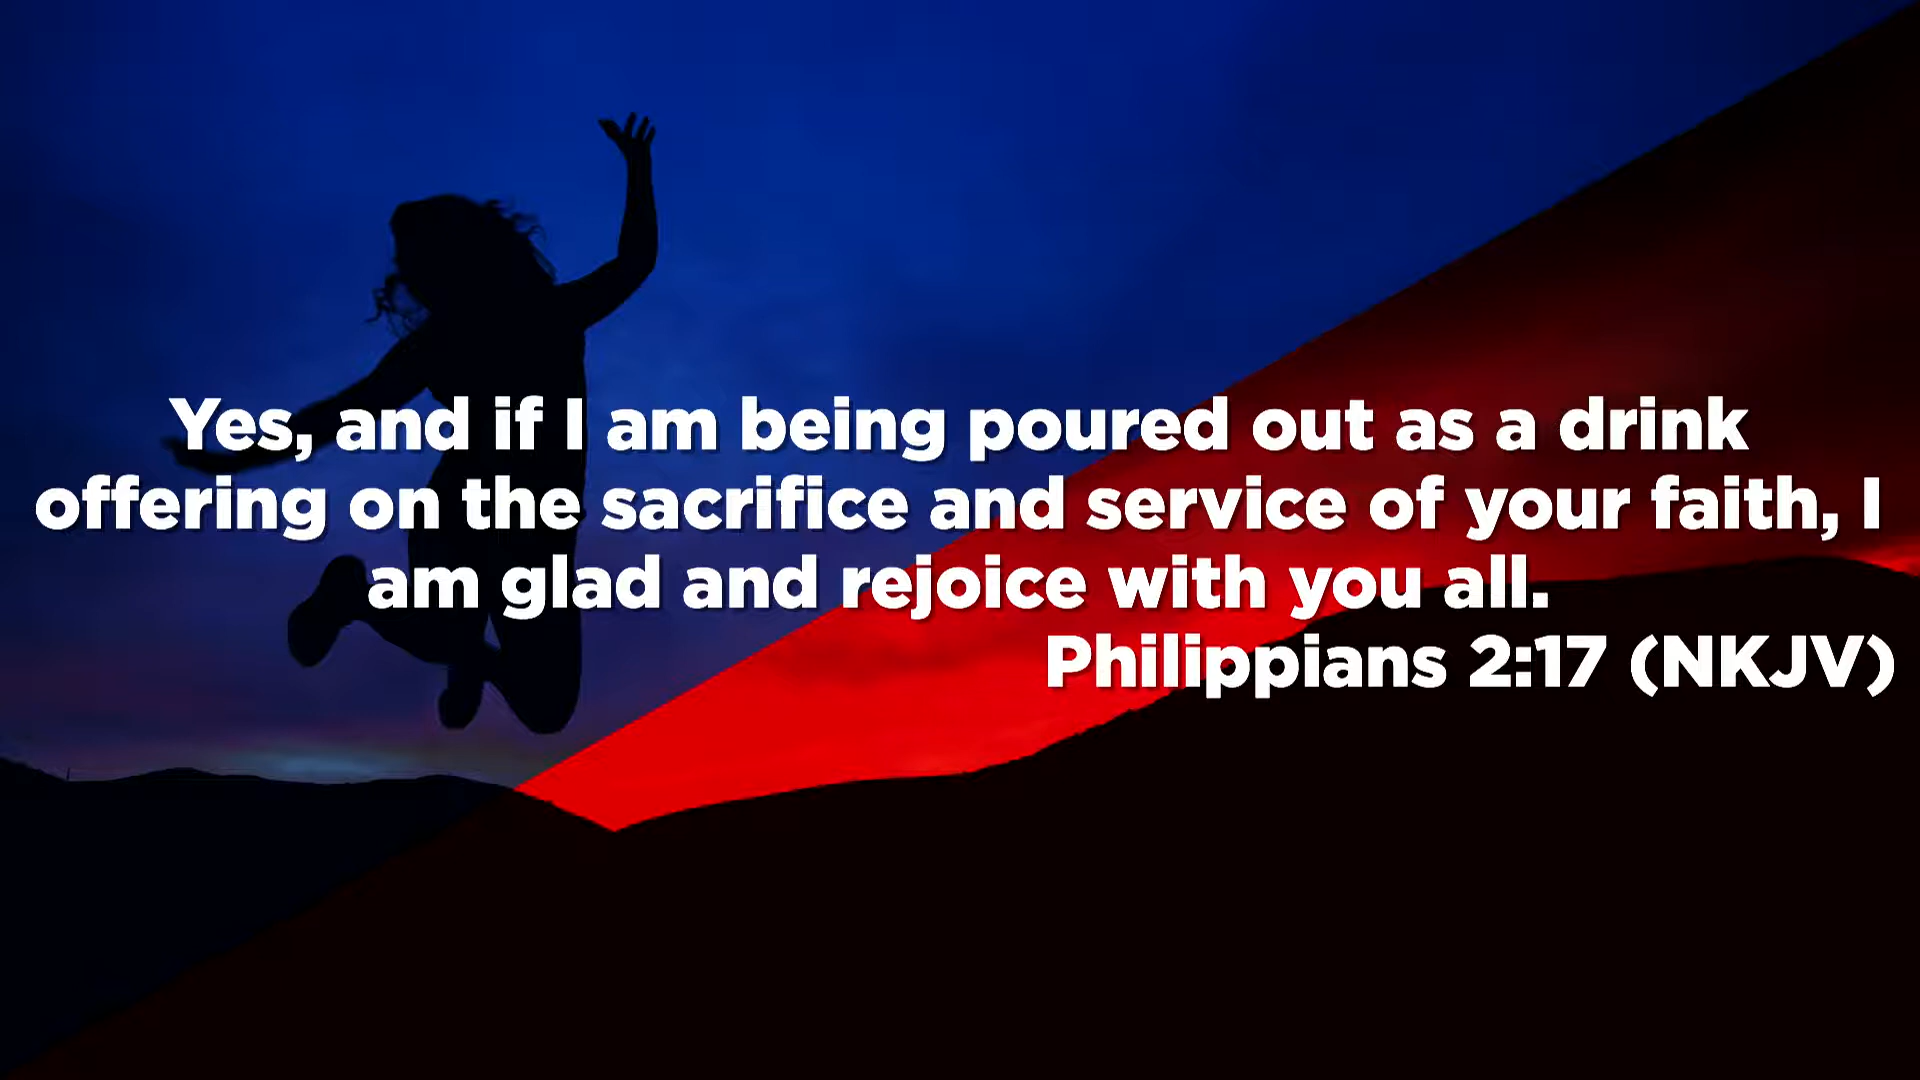 Yes, and if I am being poured out as a drink
offering on the sacrifice and service of your faith, I
am glad and rejoice with you all.
Philippians 2:17 (NKJV)